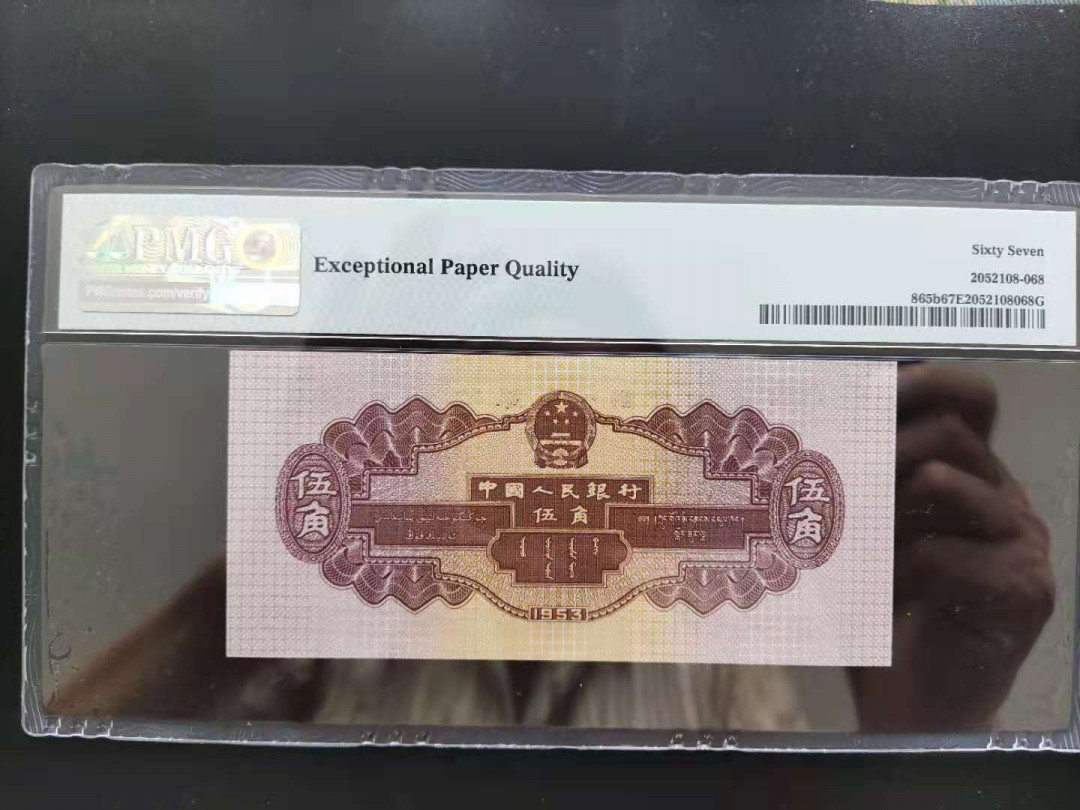 PMG
PMGnotes.com/verify
Exceptional Paper Quality
Sixty Seven
2052108-068
865b67E2052108068G
中國人民銀行
伍角
伍角
伍角
1953